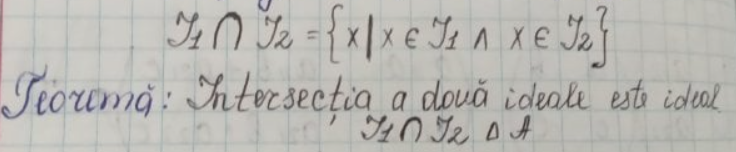 I₁ ∩ I₂ = {x | x ∈ I₁ ∧ x ∈ I₂}
Teoremă: Intersecția a două ideale este ideal
I₁ ∩ I₂ Δ A